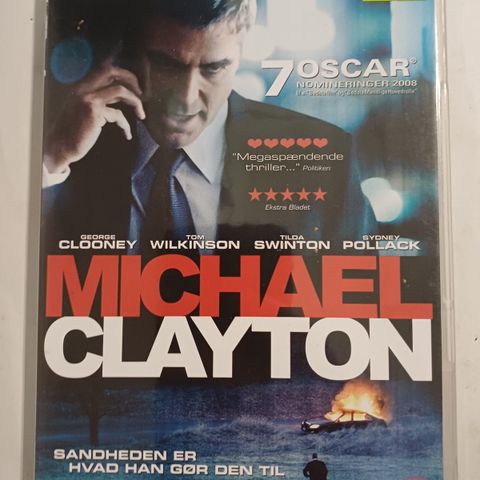 7 OSCAR®
NOMINERINGER 2008
♥♥♥♥♥
"Megaspændende
thriller..." Politiken
★★★★★
Ekstra Bladet
GEORGE CLOONEY TOM WILKINSON TILDA SWINTON SYDNEY POLLACK
MICHAEL
CLAYTON
SANDHEDEN ER
HVAD HAN GØR DEN TIL